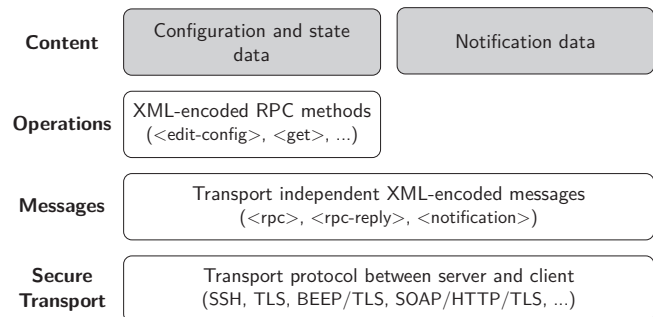 Content
Configuration and state
data
Notification data
Operations
XML-encoded RPC methods
(<edit-config>, <get>, ...)
Messages
Transport independent XML-encoded messages
(<rpc>, <rpc-reply>, <notification>)
Secure
Transport
Transport protocol between server and client
(SSH, TLS, BEEP/TLS, SOAP/HTTP/TLS, ...)